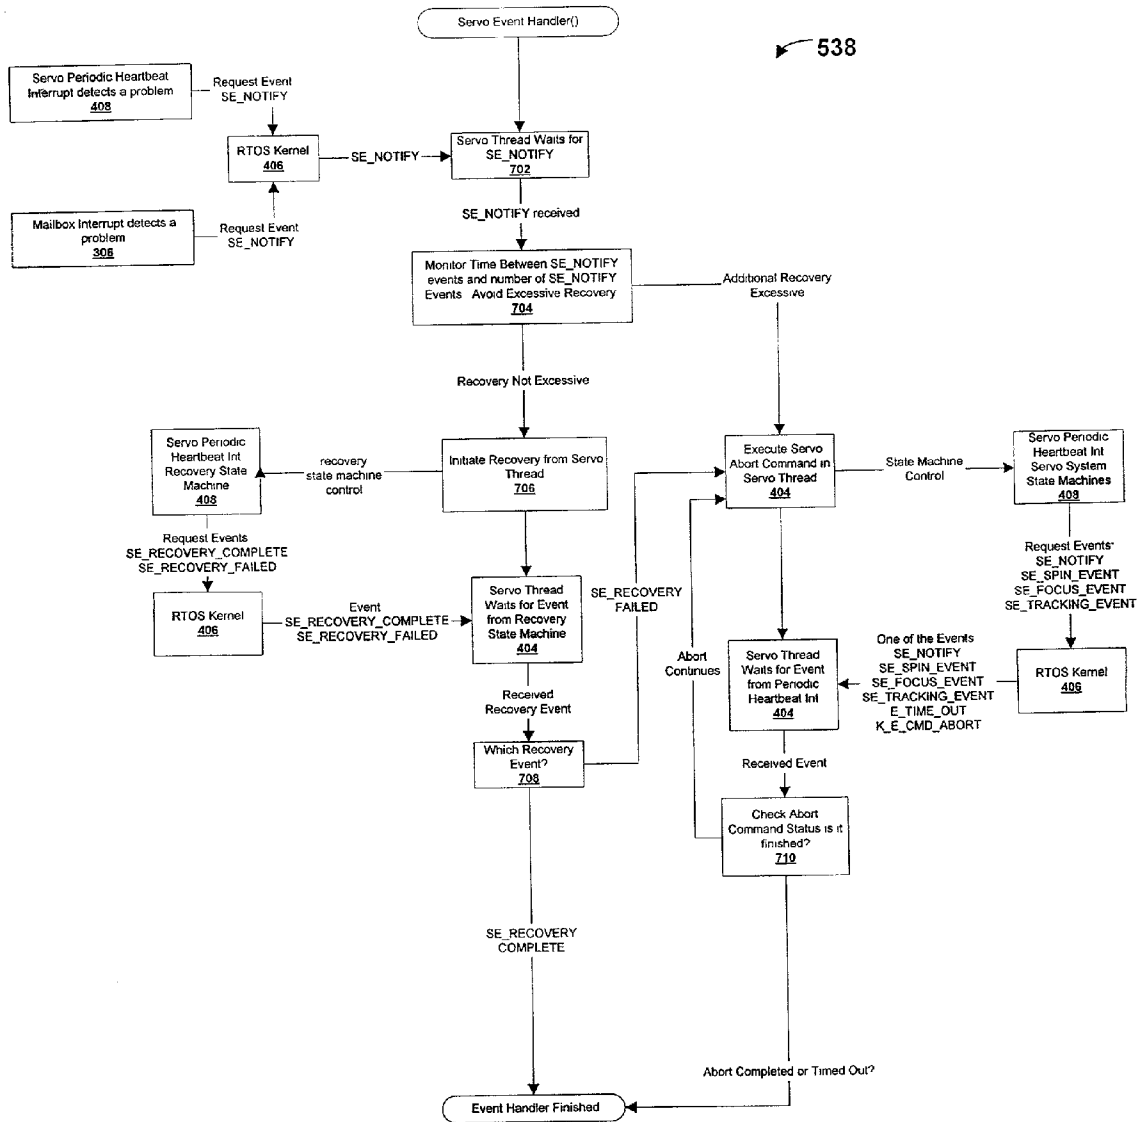 Servo Event Handler()
538
Servo Periodic Heartbeat
Interrupt detects a problem
408
Request Event
SE_NOTIFY
RTOS Kernel
406
SE_NOTIFY
Servo Thread Waits for
SE_NOTIFY
702
Mailbox Interrupt detects a
problem
306
Request Event
SE_NOTIFY
SE_NOTIFY received
Monitor Time Between SE_NOTIFY
events and number of SE_NOTIFY
Events Avoid Excessive Recovery
704
Additional Recovery
Excessive
Recovery Not Excessive
Servo Periodic
Heartbeat Int
Recovery State
Machine
408
recovery
state machine
control
Initiate Recovery from Servo
Thread
706
Execute Servo
Abort Command in
Servo Thread
404
State Machine
Control
Servo Periodic
Heartbeat Int
Servo System
State Machines
408
Request Events
SE_RECOVERY_COMPLETE
SE_RECOVERY_FAILED
RTOS Kernel
406
Event
SE_RECOVERY_COMPLETE
SE_RECOVERY_FAILED
Servo Thread
Waits for Event
from Recovery
State Machine
404
SE_RECOVERY
FAILED
Request Events
SE_NOTIFY
SE_SPIN_EVENT
SE_FOCUS_EVENT
SE_TRACKING_EVENT
Abort
Continues
Servo Thread
Waits for Event
from Periodic
Heartbeat Int
404
One of the Events
SE_NOTIFY
SE_SPIN_EVENT
SE_FOCUS_EVENT
SE_TRACKING_EVENT
E_TIME_OUT
K_E_CMD_ABORT
RTOS Kernel
406
Received
Recovery Event
Which Recovery
Event?
708
Received Event
Check Abort
Command Status is it
finished?
710
SE_RECOVERY
COMPLETE
Abort Completed or Timed Out?
Event Handler Finished